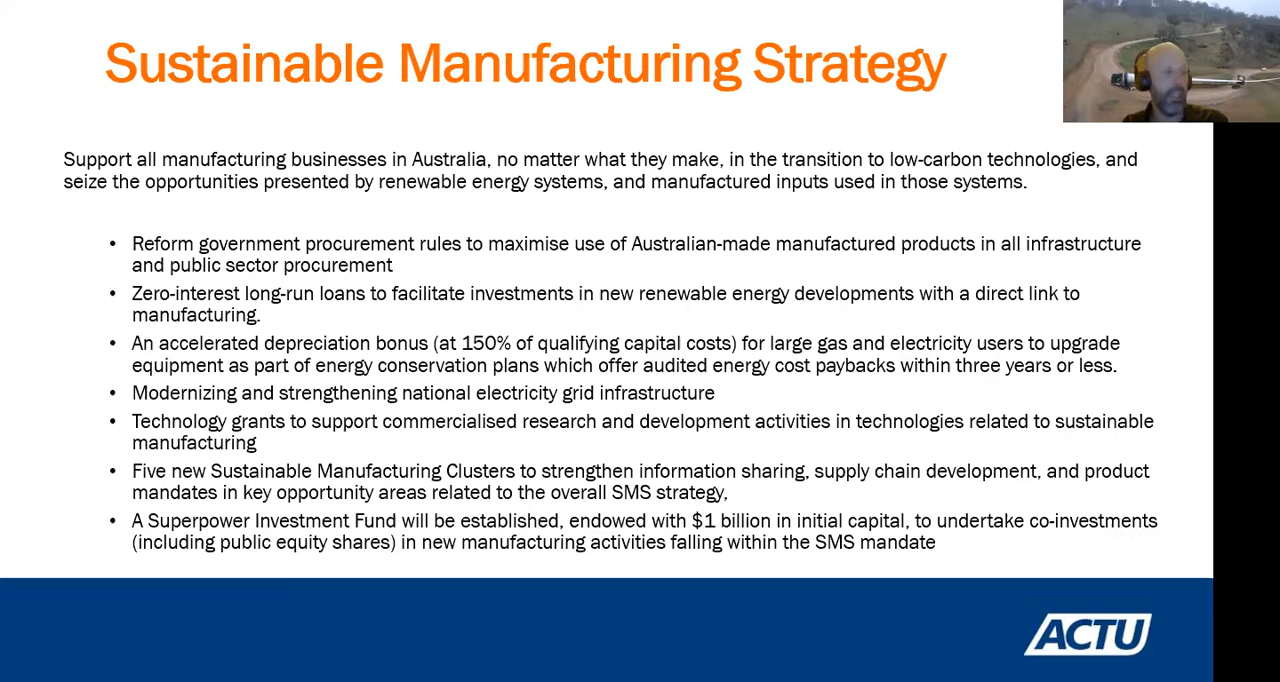 Sustainable Manufacturing Strategy
Support all manufacturing businesses in Australia, no matter what they make, in the transition to low-carbon technologies, and
seize the opportunities presented by renewable energy systems, and manufactured inputs used in those systems.
• Reform government procurement rules to maximise use of Australian-made manufactured products in all infrastructure
and public sector procurement
• Zero-interest long-run loans to facilitate investments in new renewable energy developments with a direct link to
manufacturing.
• An accelerated depreciation bonus (at 150% of qualifying capital costs) for large gas and electricity users to upgrade
equipment as part of energy conservation plans which offer audited energy cost paybacks within three years or less.
• Modernizing and strengthening national electricity grid infrastructure
• Technology grants to support commercialised research and development activities in technologies related to sustainable
manufacturing
• Five new Sustainable Manufacturing Clusters to strengthen information sharing, supply chain development, and product
mandates in key opportunity areas related to the overall SMS strategy,
• A Superpower Investment Fund will be established, endowed with $1 billion in initial capital, to undertake co-investments
(including public equity shares) in new manufacturing activities falling within the SMS mandate
ACTU